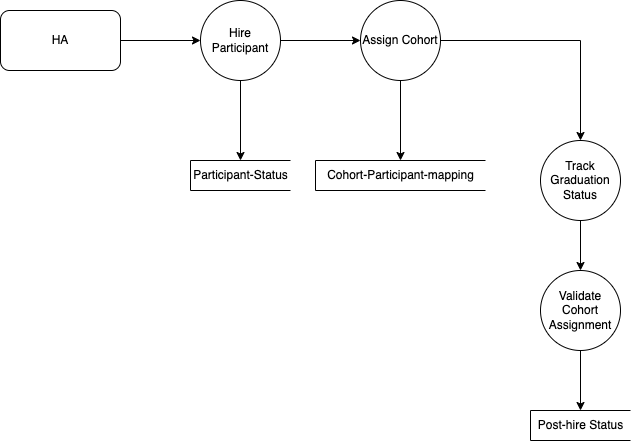 HA
Hire
Participant
Assign Cohort
Participant-Status
Cohort-Participant-mapping
Track
Graduation
Status
Validate
Cohort
Assignment
Post-hire Status